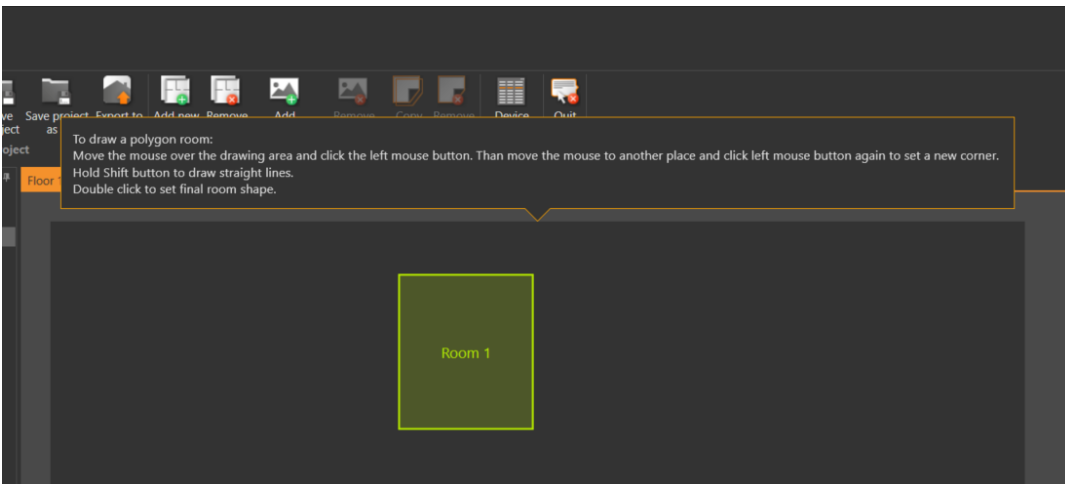 ve Save project Export to Add new Remove Add Remove Copy Remove Device Quit
ject as
oject
To draw a polygon room:
Move the mouse over the drawing area and click the left mouse button. Than move the mouse to another place and click left mouse button again to set a new corner.
Hold Shift button to draw straight lines.
Double click to set final room shape.
Floor
Room 1